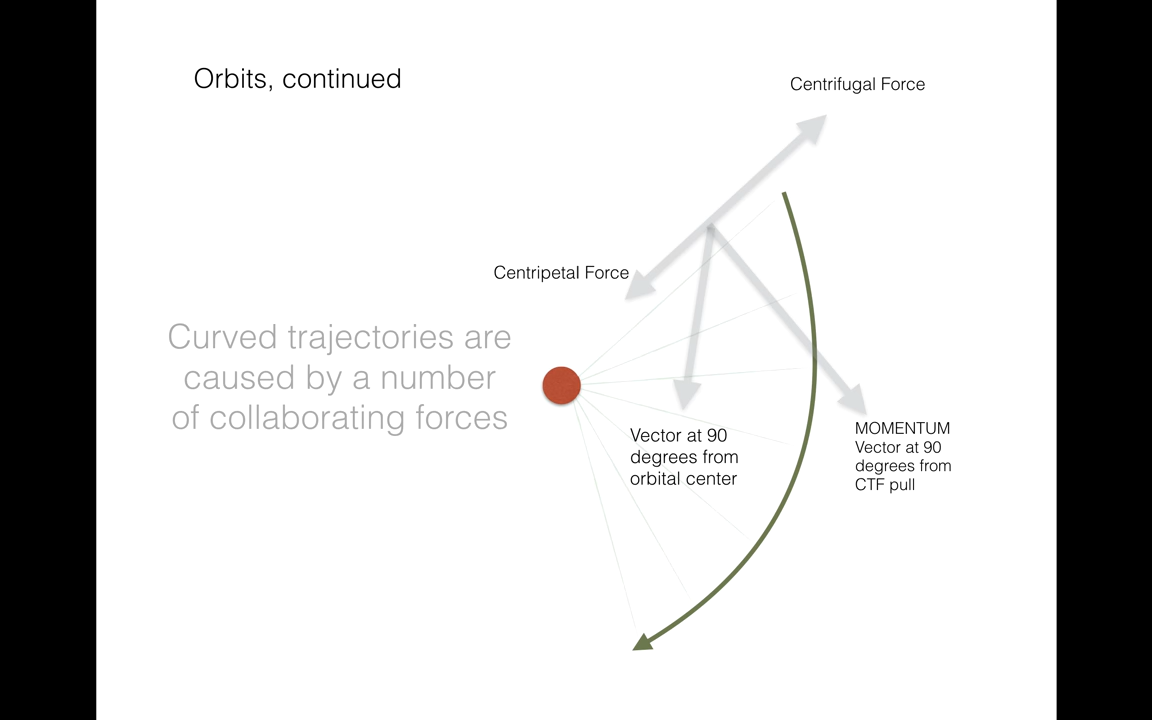 Orbits, continued
Centrifugal Force
Centripetal Force
Curved trajectories are
caused by a number
of collaborating forces
Vector at 90
degrees from
orbital center
MOMENTUM
Vector at 90
degrees from
CTF pull